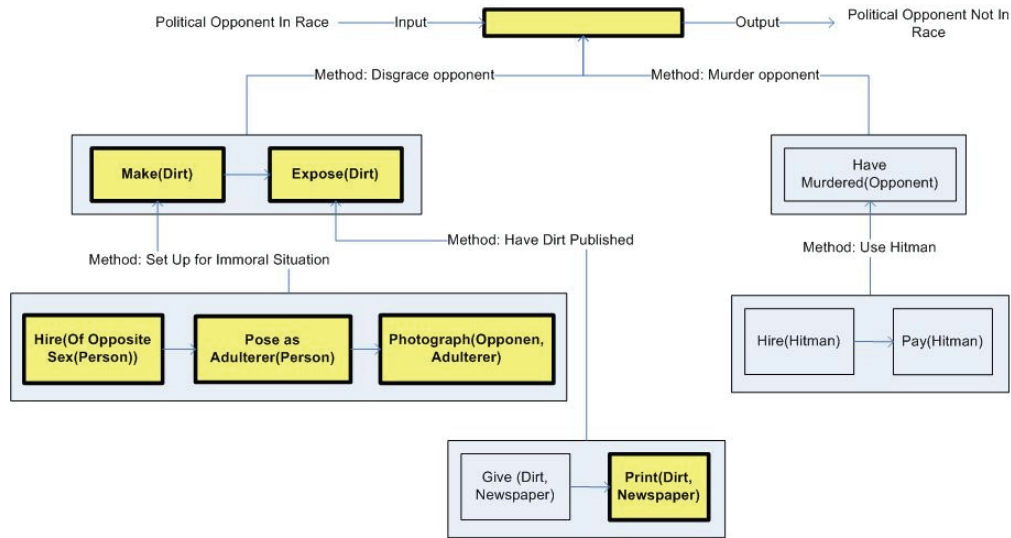 Political Opponent In Race
Input
Output
Political Opponent Not In
Race
Method: Disgrace opponent
Method: Murder opponent
Make(Dirt)
Expose(Dirt)
Have
Murdered(Opponent)
Method: Have Dirt Published
Method: Use Hitman
Method: Set Up for Immoral Situation
Hire(Of Opposite
Sex(Person))
Pose as
Adulterer(Person)
Photograph(Opponen,
Adulterer)
Hire(Hitman)
Pay(Hitman)
Give (Dirt,
Newspaper)
Print(Dirt,
Newspaper)